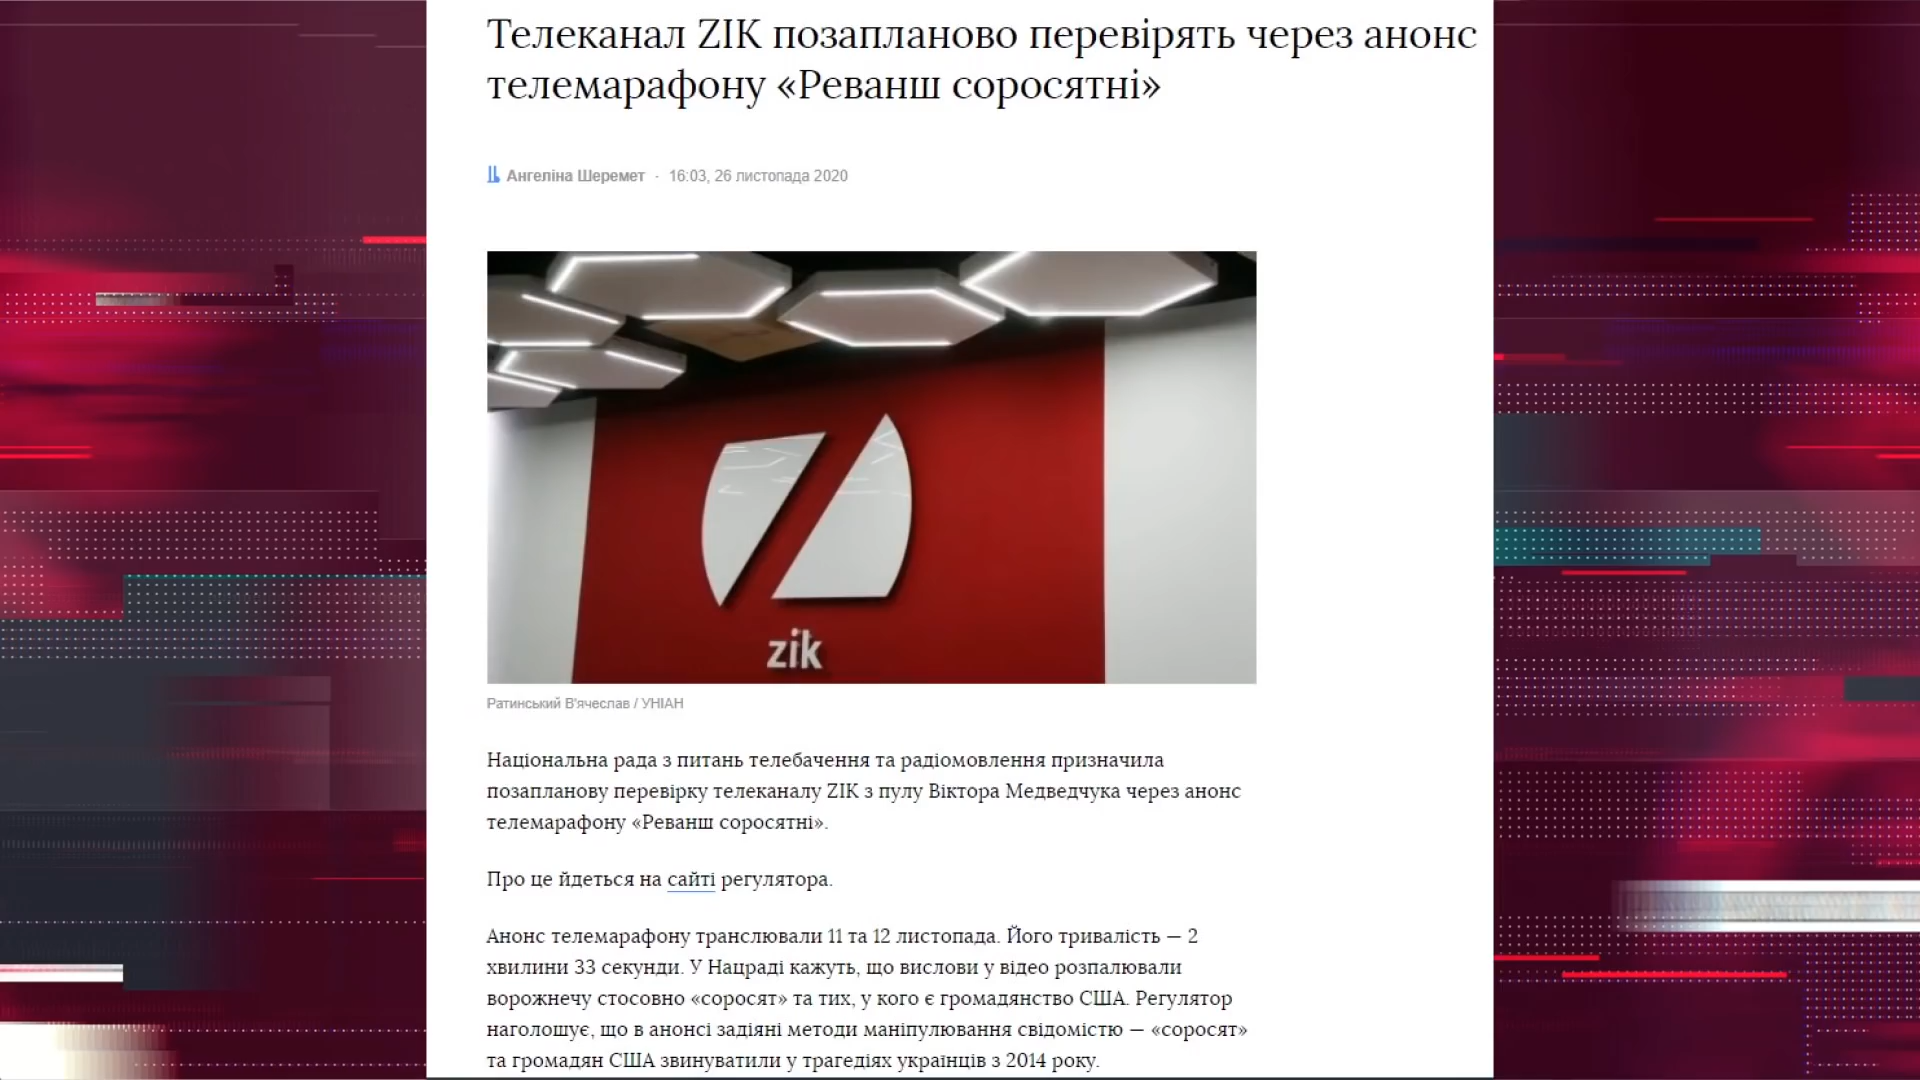 Телеканал ZIK позапланово перевірять через анонс
телемарафону «Реванш соросятні»
Ангеліна Шеремет · 16:03, 26 листопада 2020
zik
Ратинський В'ячеслав / УНІАН
Національна рада з питань телебачення та радіомовлення призначила
позапланову перевірку телеканалу ZIK з пулу Віктора Медведчука через анонс
телемарафону «Реванш соросятні».
Про це йдеться на сайті регулятора.
Анонс телемарафону транслювали 11 та 12 листопада. Його тривалість — 2
хвилини 33 секунди. У Нацраді кажуть, що вислови у відео розпалювали
ворожнечу стосовно «соросят» та тих, у кого є громадянство США. Регулятор
наголошує, що в анонсі задіяні методи маніпулювання свідомістю — «соросят»
та громадян США звинуватили у трагедіях українців з 2014 року.